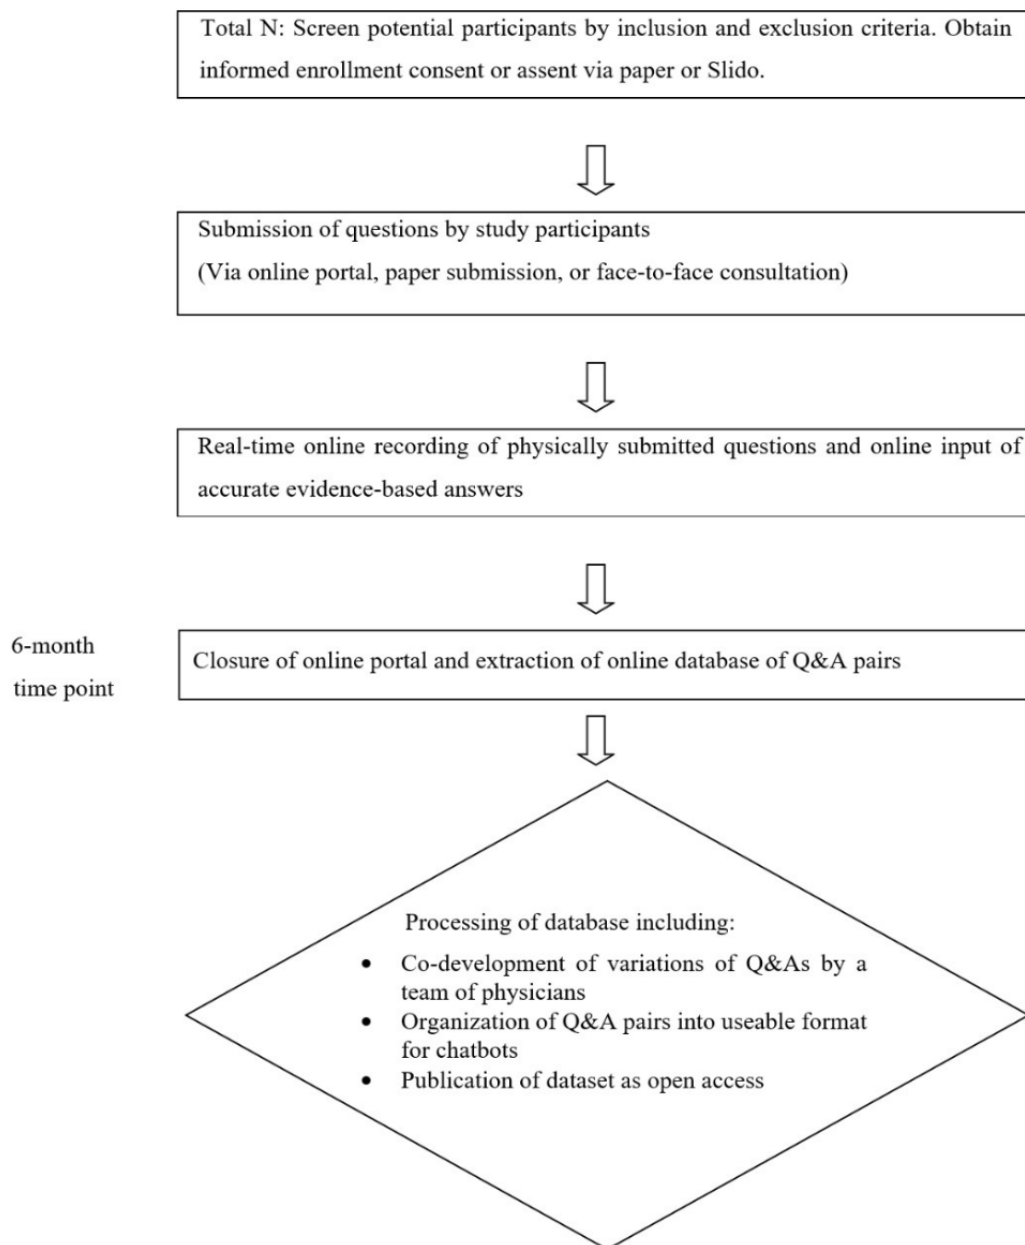 Total N: Screen potential participants by inclusion and exclusion criteria. Obtain
informed enrollment consent or assent via paper or Slido.
Submission of questions by study participants
(Via online portal, paper submission, or face-to-face consultation)
Real-time online recording of physically submitted questions and online input of
accurate evidence-based answers
6-month
time point
Closure of online portal and extraction of online database of Q&A pairs
Processing of database including:
• Co-development of variations of Q&As by a
team of physicians
• Organization of Q&A pairs into useable format
for chatbots
• Publication of dataset as open access